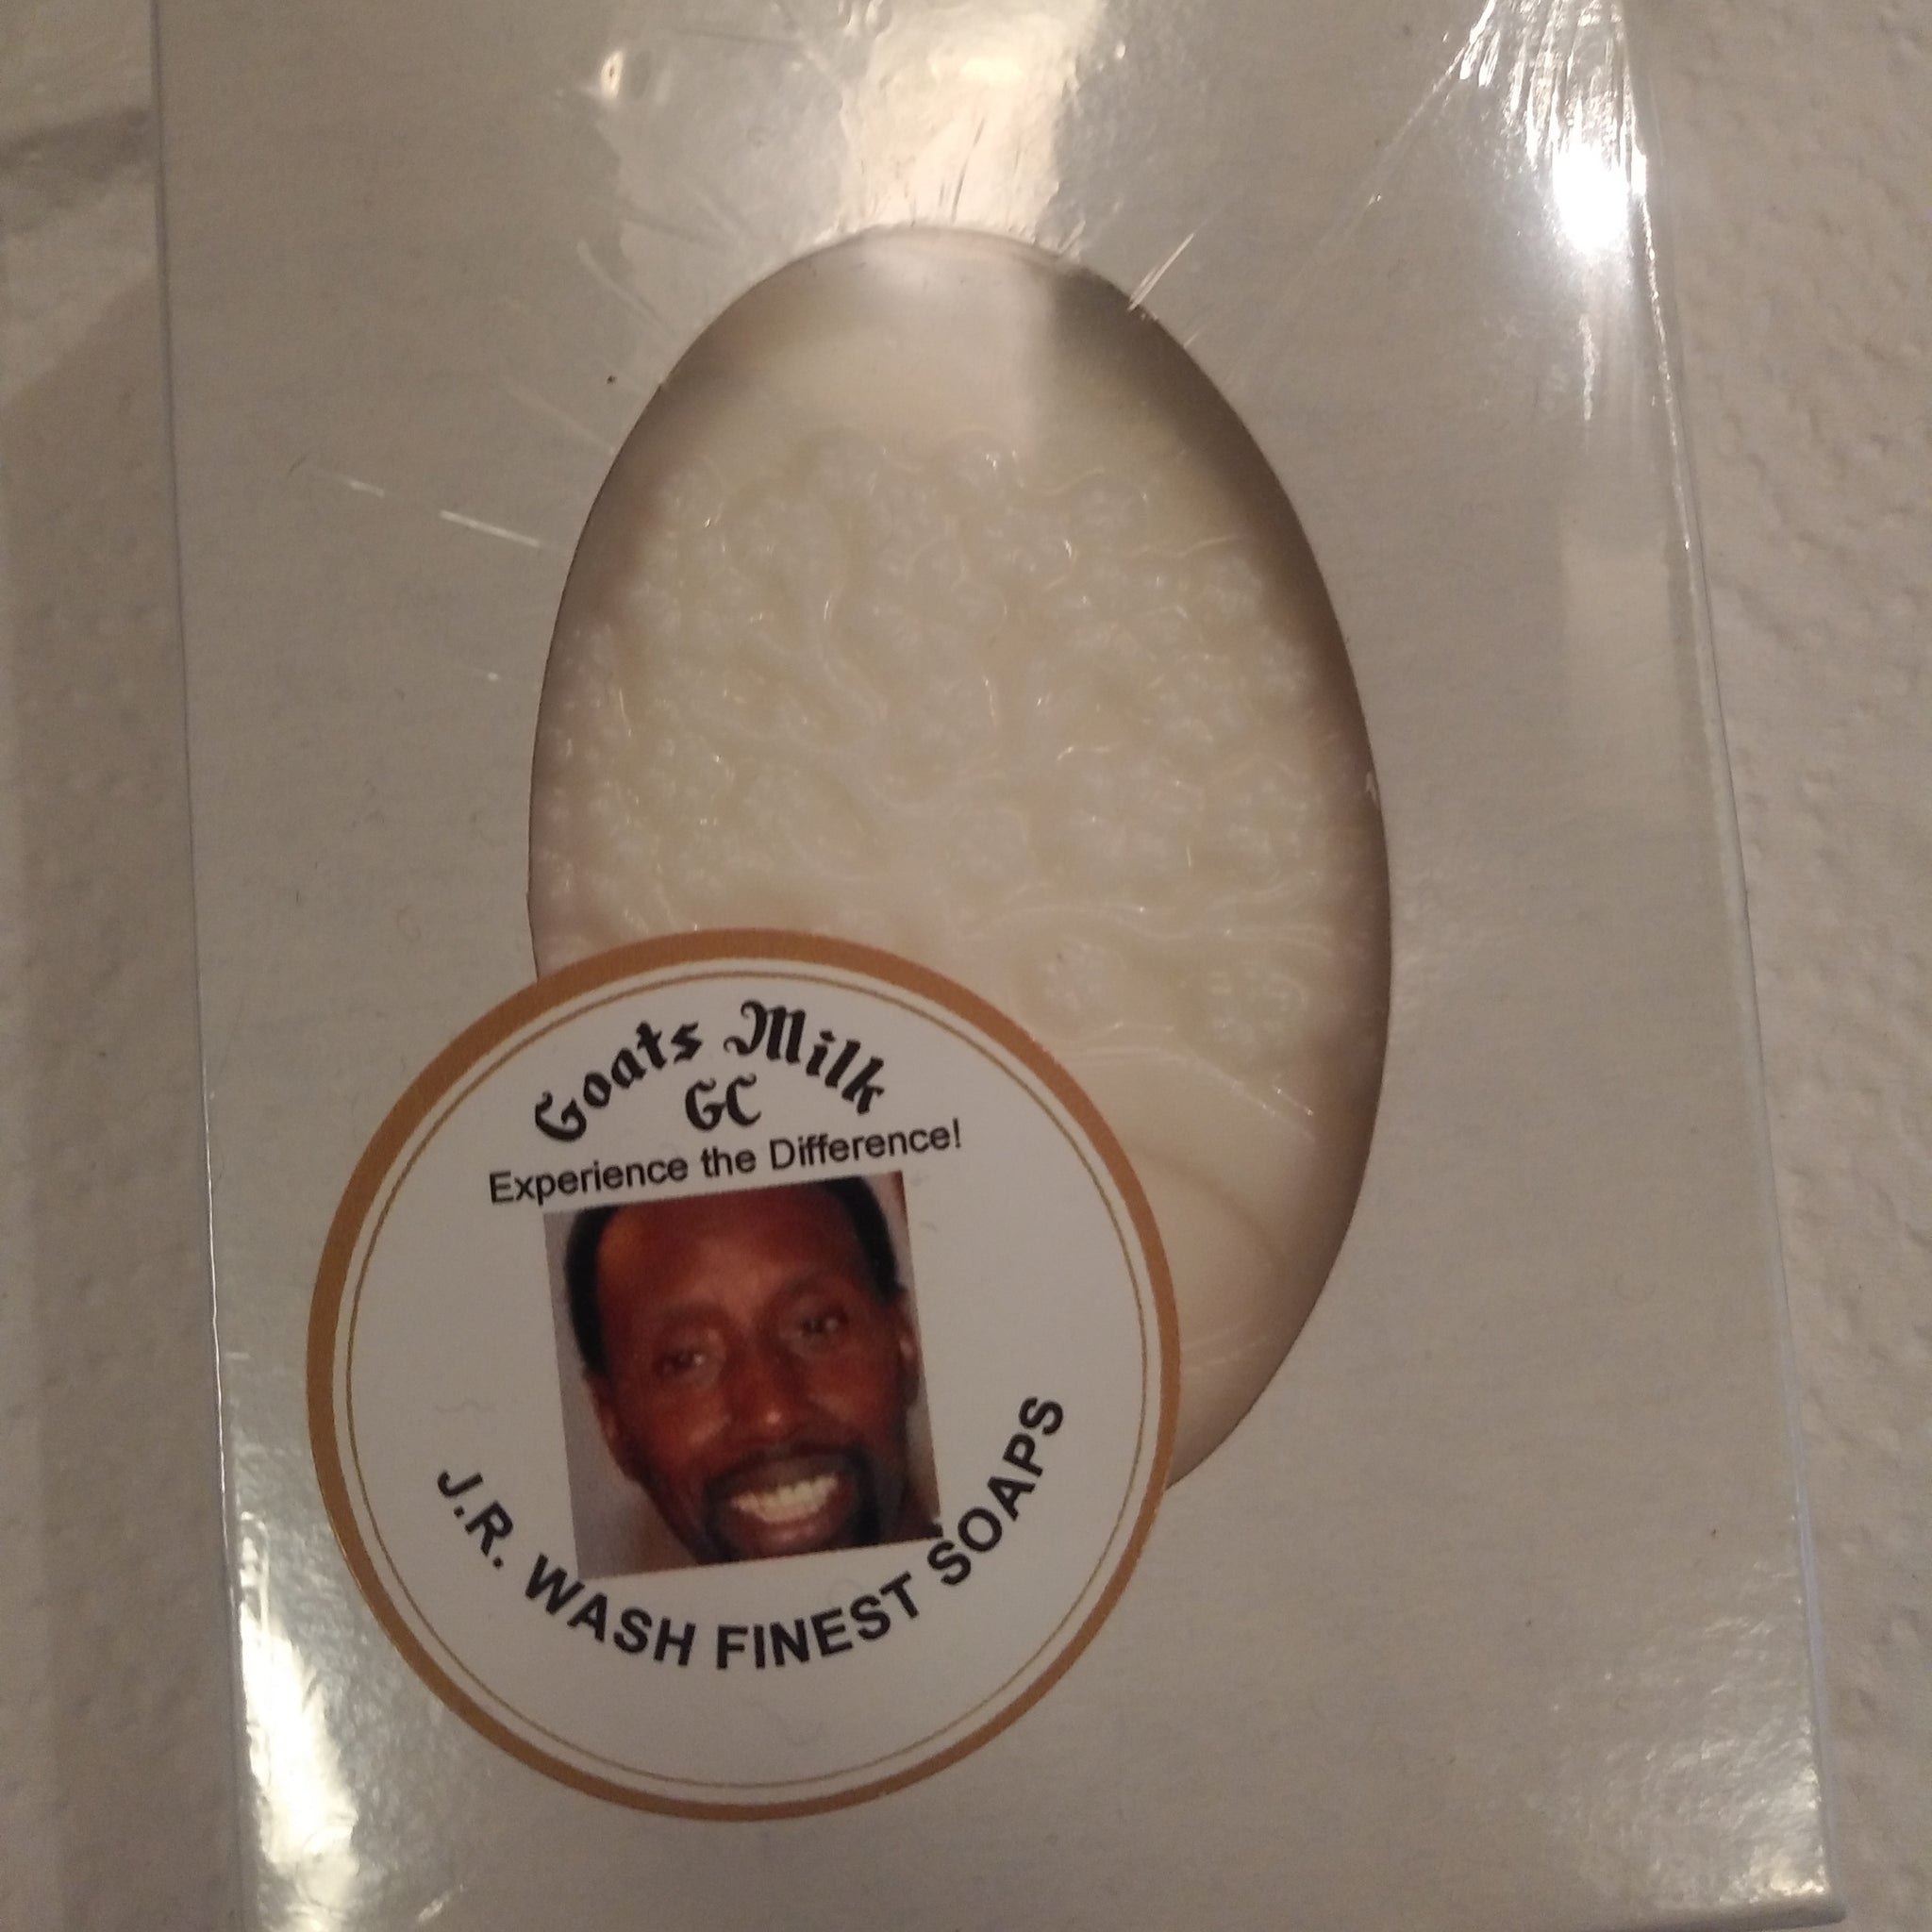 Goats Milk
GC
Experience the Difference!
J.R. WASH FINEST SOAPS